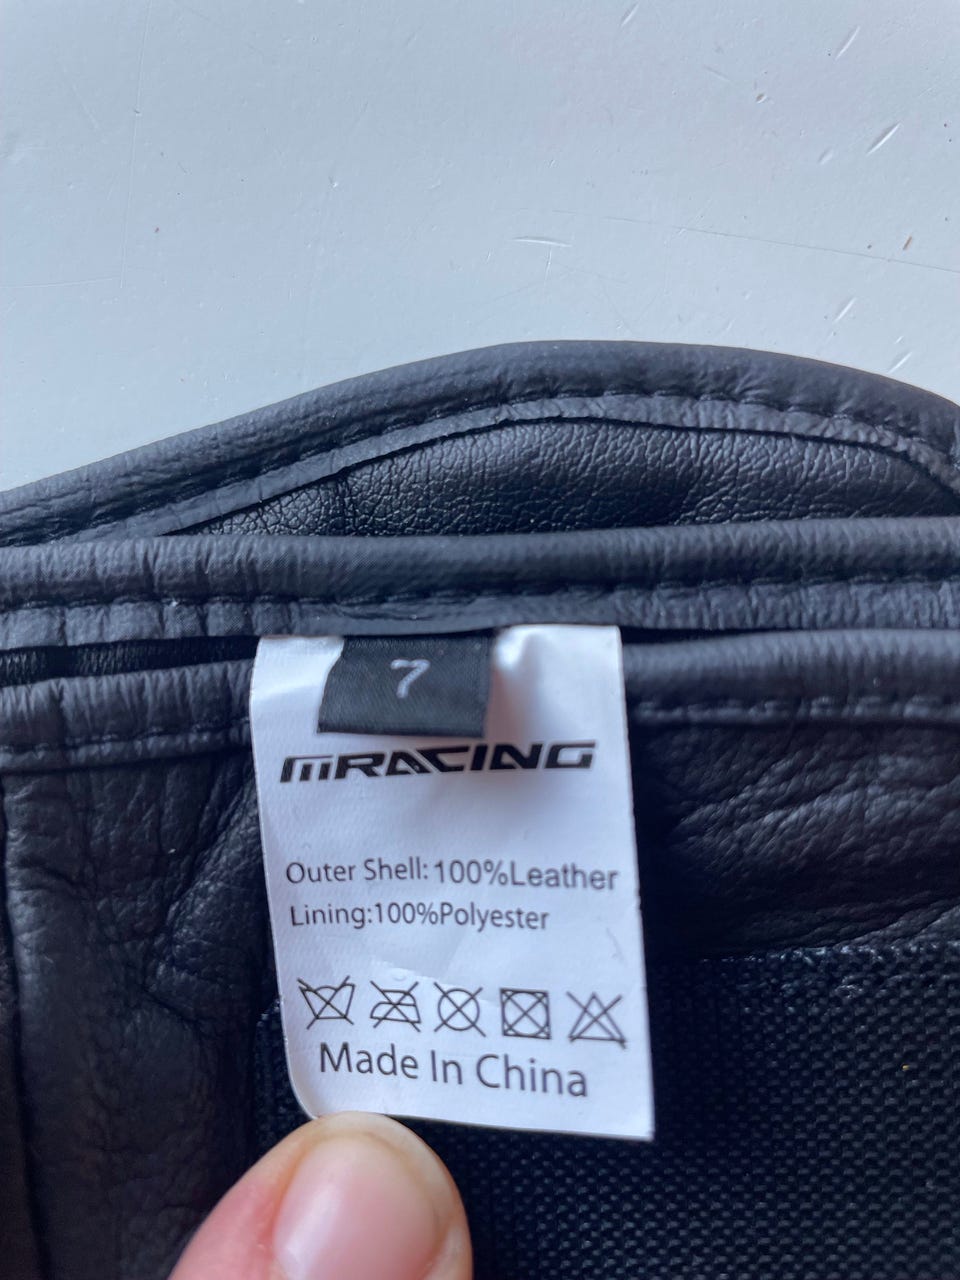 7
MRACING
Outer Shell: 100%Leather
Lining:100%Polyester
Made In China